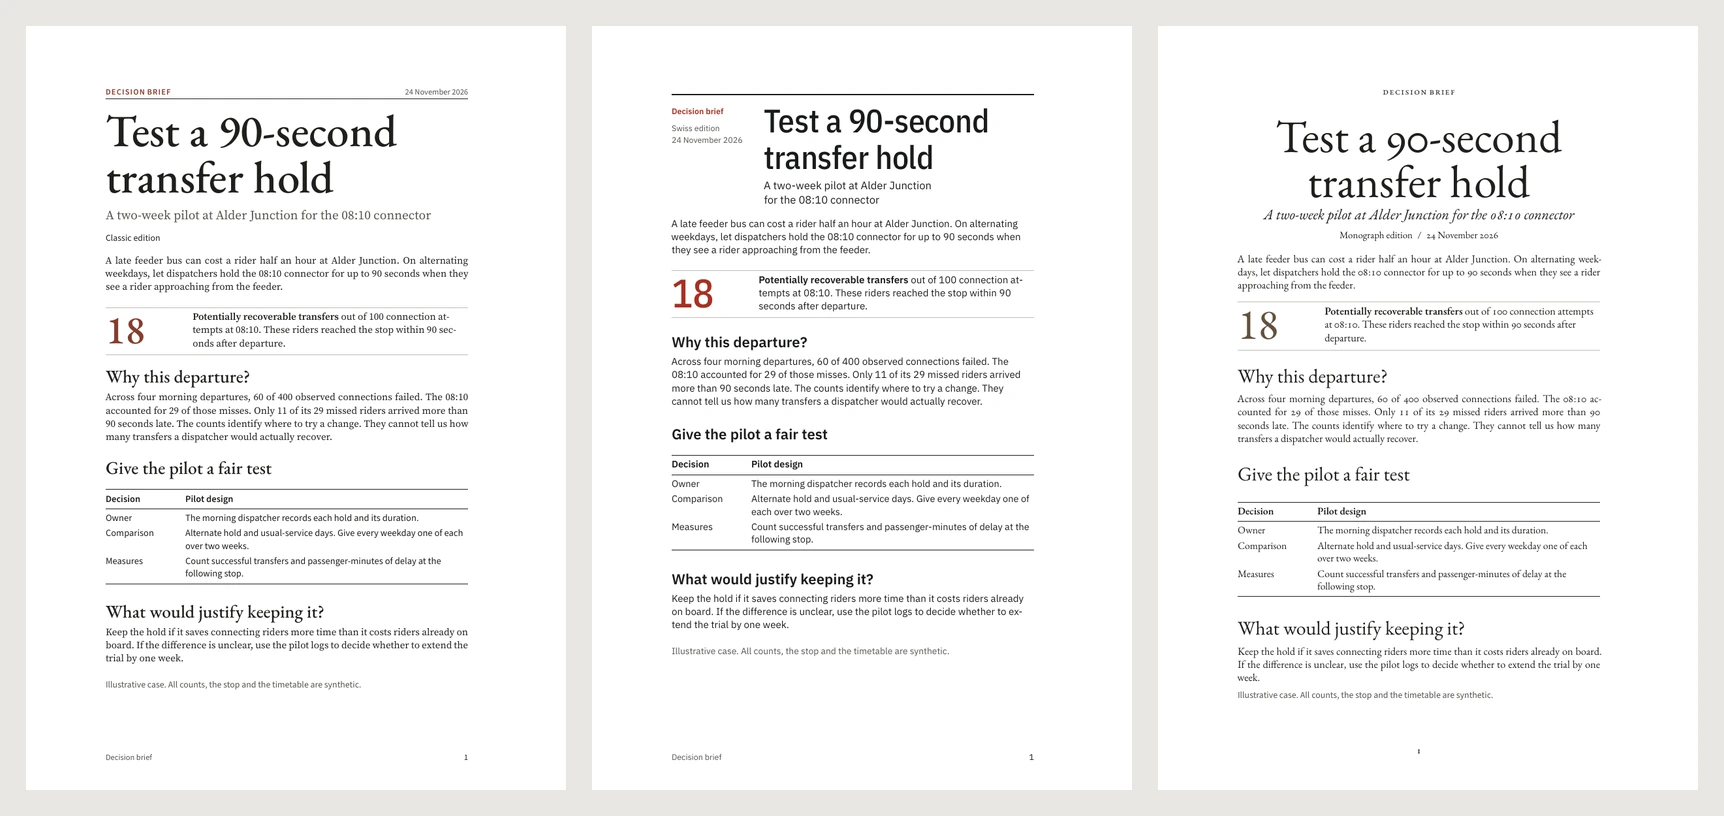 DECISION BRIEF
24 November 2026
Test a 90-second
transfer hold
A two-week pilot at Alder Junction for the 08:10 connector
Classic edition
A late feeder bus can cost a rider half an hour at Alder Junction. On alternating
weekdays, let dispatchers hold the 08:10 connector for up to 90 seconds when they
see a rider approaching from the feeder.
18
Potentially recoverable transfers out of 100 connection at-
tempts at 08:10. These riders reached the stop within 90 sec-
onds after departure.
Why this departure?
Across four morning departures, 60 of 400 observed connections failed. The 08:10
accounted for 29 of those misses. Only 11 of its 29 missed riders arrived more than
90 seconds late. The counts identify where to try a change. They cannot tell us how
many transfers a dispatcher would actually recover.
Give the pilot a fair test
Decision Pilot design
Owner The morning dispatcher records each hold and its duration.
Comparison Alternate hold and usual-service days. Give every weekday one of each
over two weeks.
Measures Count successful transfers and passenger-minutes of delay at the
following stop.
What would justify keeping it?
Keep the hold if it saves connecting riders more time than it costs riders already on
board. If the difference is unclear, use the pilot logs to decide whether to extend the
trial by one week.
Illustrative case. All counts, the stop and the timetable are synthetic.
Decision brief 1
Decision brief
Swiss edition
24 November 2026
Test a 90-second
transfer hold
A two-week pilot at Alder Junction
for the 08:10 connector
A late feeder bus can cost a rider half an hour at Alder Junction. On alternating
weekdays, let dispatchers hold the 08:10 connector for up to 90 seconds when
they see a rider approaching from the feeder.
18
Potentially recoverable transfers out of 100 connection at-
tempts at 08:10. These riders reached the stop within 90
seconds after departure.
Why this departure?
Across four morning departures, 60 of 400 observed connections failed. The
08:10 accounted for 29 of those misses. Only 11 of its 29 missed riders arrived
more than 90 seconds late. The counts identify where to try a change. They
cannot tell us how many transfers a dispatcher would actually recover.
Give the pilot a fair test
Decision Pilot design
Owner The morning dispatcher records each hold and its duration.
Comparison Alternate hold and usual-service days. Give every weekday one of
each over two weeks.
Measures Count successful transfers and passenger-minutes of delay at the
following stop.
What would justify keeping it?
Keep the hold if it saves connecting riders more time than it costs riders already
on board. If the difference is unclear, use the pilot logs to decide whether to ex-
tend the trial by one week.
Illustrative case. All counts, the stop and the timetable are synthetic.
Decision brief 1
DECISION BRIEF
Test a 90-second
transfer hold
A two-week pilot at Alder Junction for the 08:10 connector
Monograph edition / 24 November 2026
A late feeder bus can cost a rider half an hour at Alder Junction. On alternating week-
days, let dispatchers hold the 08:10 connector for up to 90 seconds when they see a rider
approaching from the feeder.
18
Potentially recoverable transfers out of 100 connection attempts
at 08:10. These riders reached the stop within 90 seconds after
departure.
Why this departure?
Across four morning departures, 60 of 400 observed connections failed. The 08:10 ac-
counted for 29 of those misses. Only 11 of its 29 missed riders arrived more than 90
seconds late. The counts identify where to try a change. They cannot tell us how many
transfers a dispatcher would actually recover.
Give the pilot a fair test
Decision Pilot design
Owner The morning dispatcher records each hold and its duration.
Comparison Alternate hold and usual-service days. Give every weekday one of each
over two weeks.
Measures Count successful transfers and passenger-minutes of delay at the
following stop.
What would justify keeping it?
Keep the hold if it saves connecting riders more time than it costs riders already on board.
If the difference is unclear, use the pilot logs to decide whether to extend the trial by one
week.
Illustrative case. All counts, the stop and the timetable are synthetic.
1